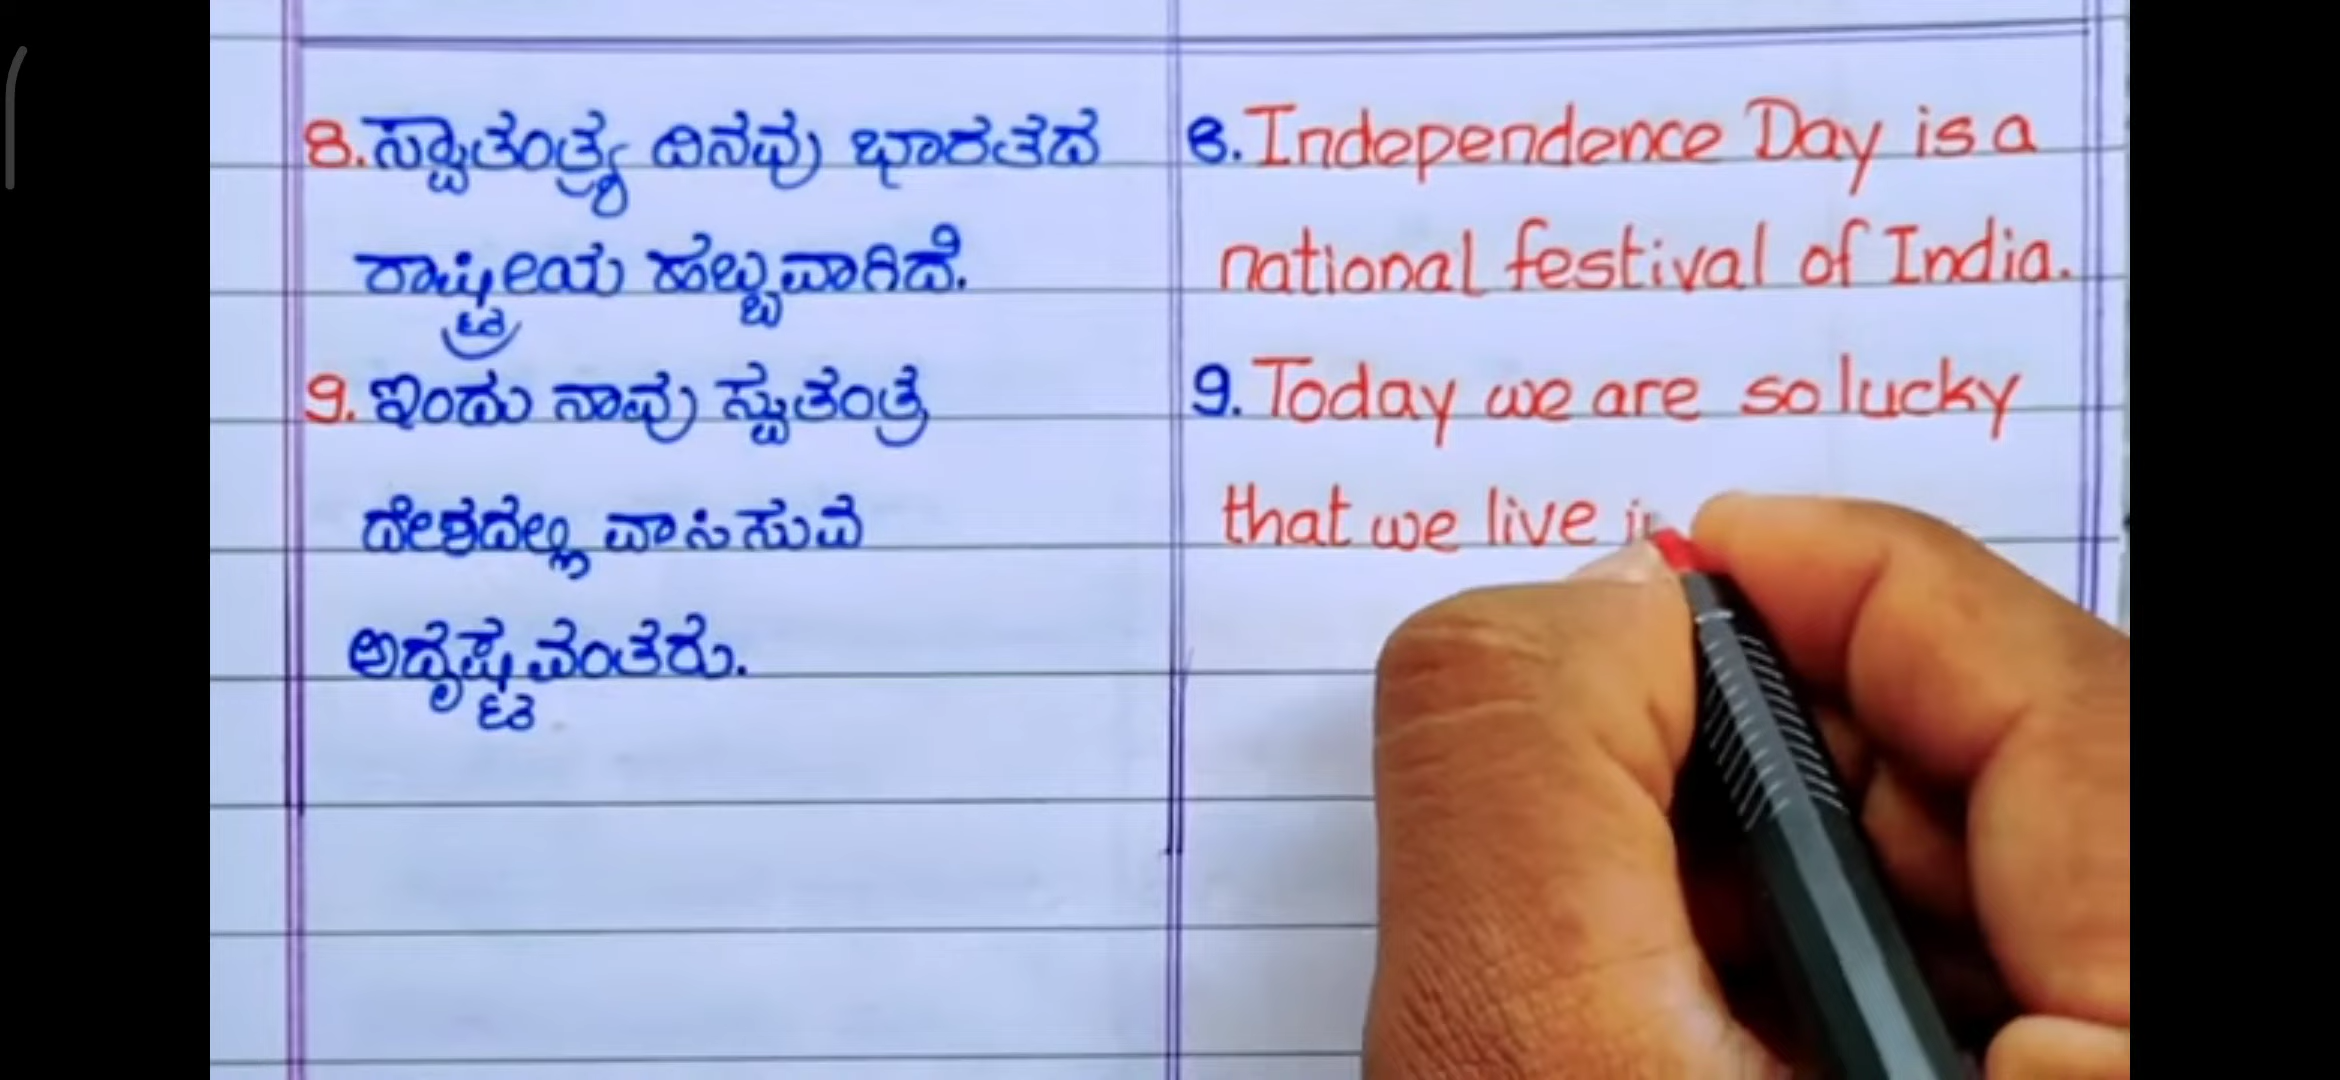 8. ಸ್ವಾತಂತ್ರ್ಯ ದಿನವು ಭಾರತದ
ರಾಷ್ಟ್ರೀಯ ಹಬ್ಬವಾಗಿದೆ.
9. ಇಂದು ನಾವು ಸ್ವತಂತ್ರ
ದೇಶದಲ್ಲಿ ವಾಸಿಸುವ
ಅದೃಷ್ಟವಂತರು.
8. Independence Day is a
national festival of India.
9. Today we are so lucky
that we live